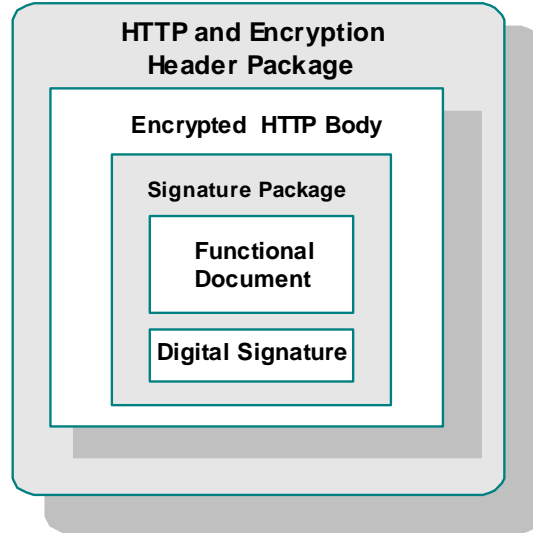 HTTP and Encryption
Header Package
Encrypted HTTP Body
Signature Package
Functional
Document
Digital Signature